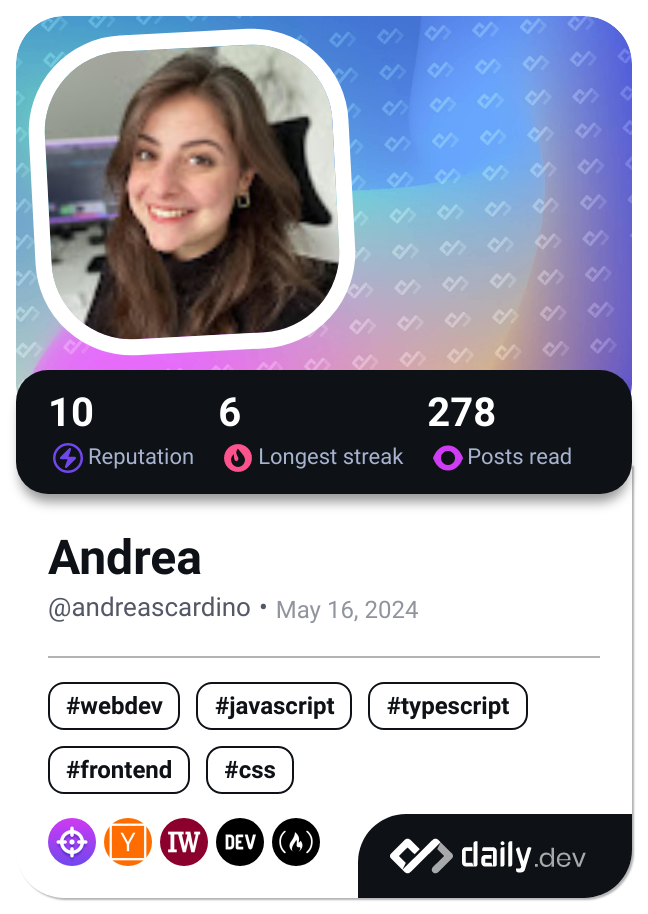 10 6 278
Reputation Longest streak Posts read
Andrea
@andreascardino • May 16, 2024
#webdev #javascript #typescript
#frontend #css
Y IW DEV
daily.dev